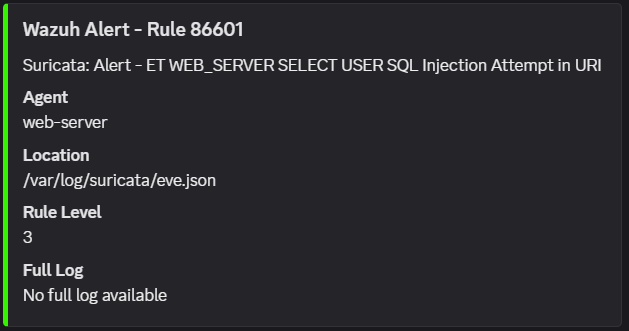 Wazuh Alert - Rule 86601
Suricata: Alert - ET WEB_SERVER SELECT USER SQL Injection Attempt in URI
Agent
web-server
Location
/var/log/suricata/eve.json
Rule Level
3
Full Log
No full log available